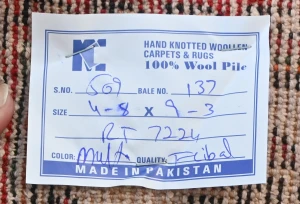 NC HAND KNOTTED WOOLLEN
CARPETS & RUGS
100% Wool Pile
S.NO. 509 BALE NO. 137
SIZE 4-8 X 9-3
RT 7224
COLOR: Multi QUALITY:
MADE IN PAKISTAN